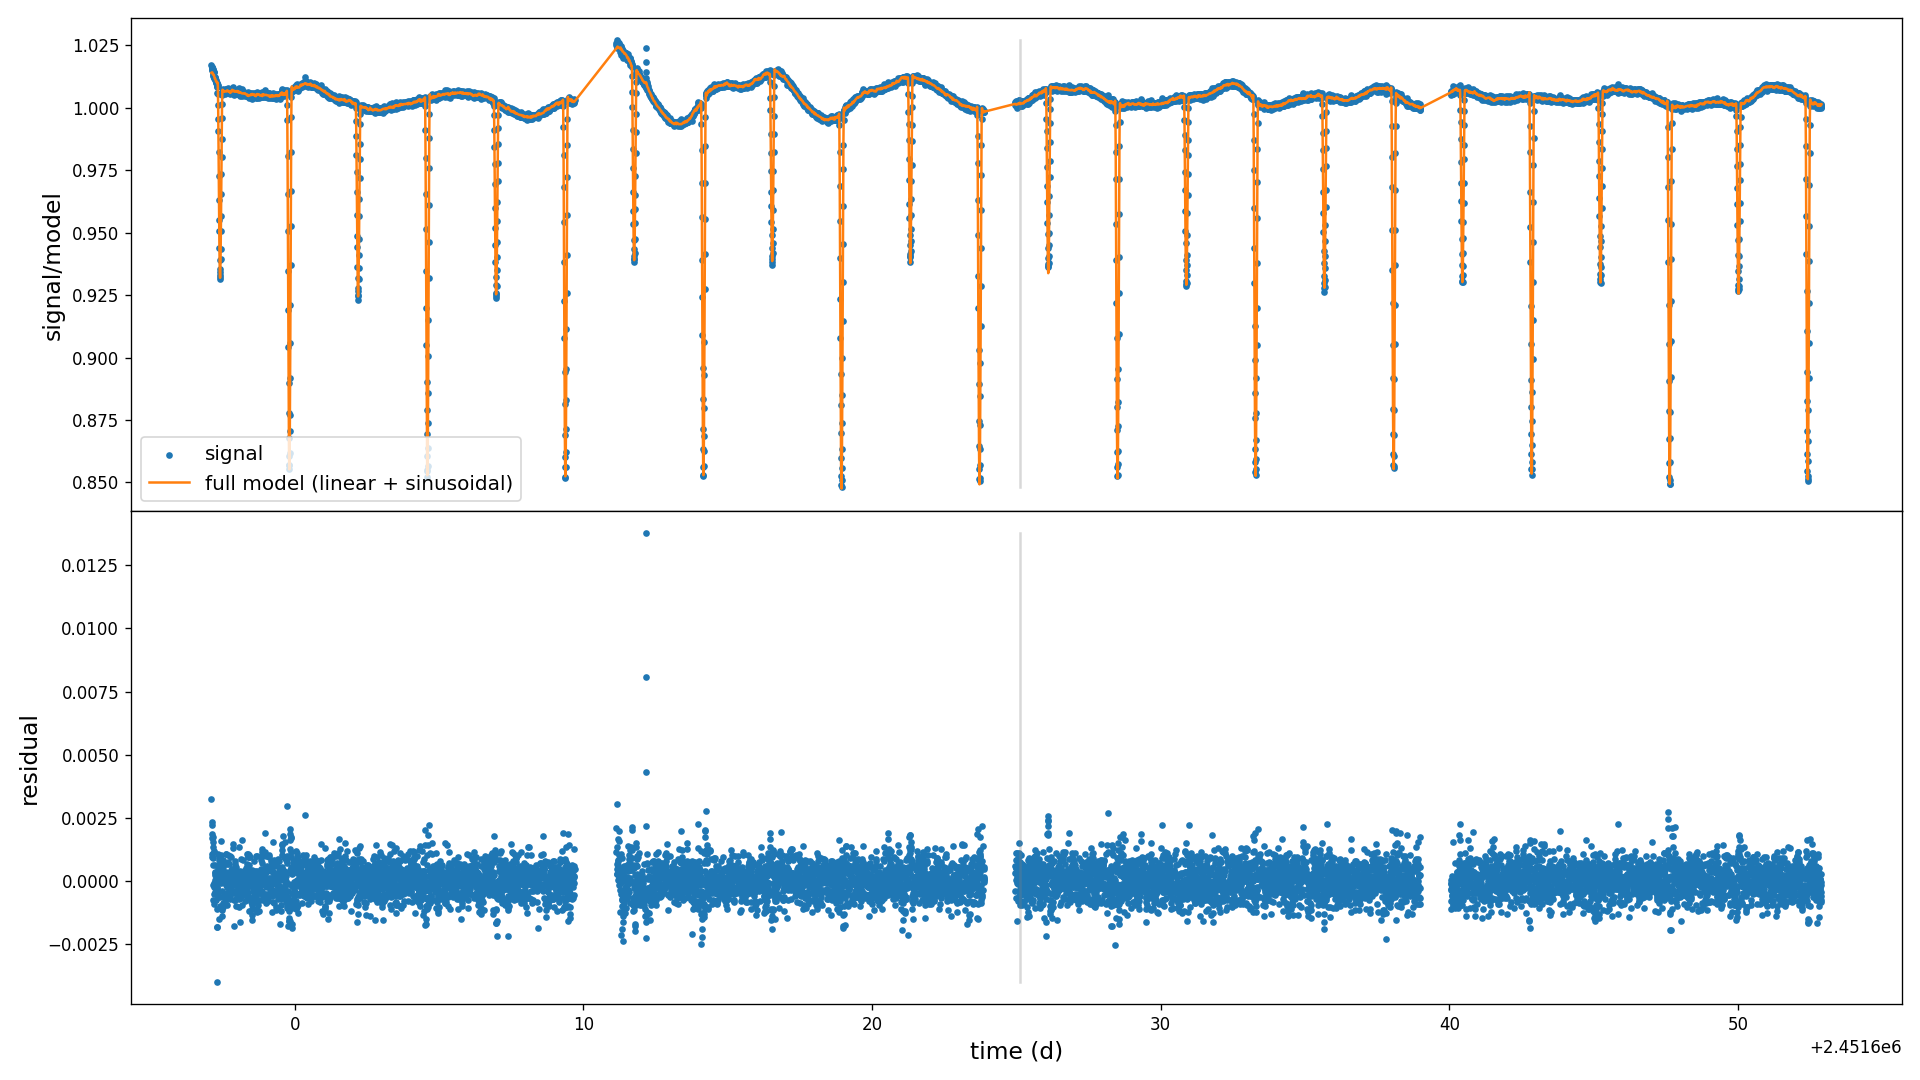 signal/model
1.025
1.000
0.975
0.950
0.925
0.900
0.875
0.850
signal
full model (linear + sinusoidal)
residual
0.0125
0.0100
0.0075
0.0050
0.0025
0.0000
−0.0025
0 10 20 30 40 50
time (d)
+2.4516e6